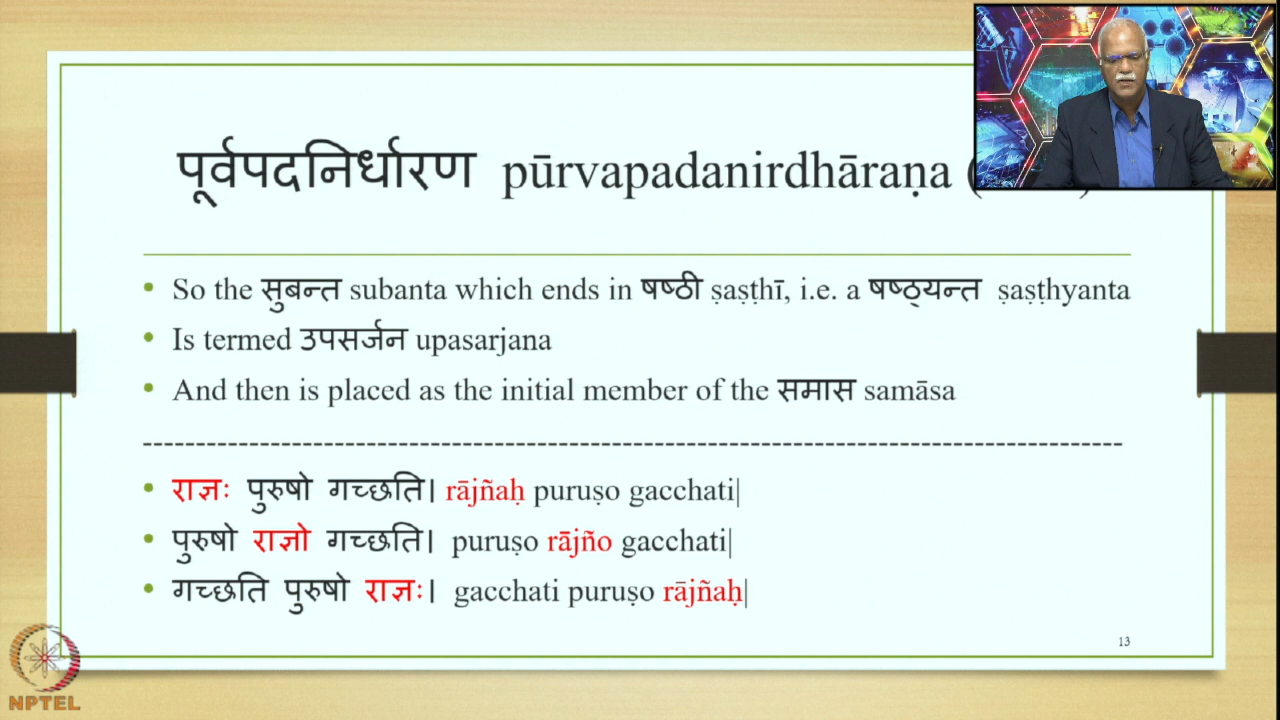 पूर्वपदनिर्धारण pūrvapadanirdhāraṇa
• So the सुबन्त subanta which ends in षष्ठी ṣaṣṭhī, i.e. a षष्ठ्यन्त ṣaṣṭhyanta
• Is termed उपसर्जन upasarjana
• And then is placed as the initial member of the समास samāsa
• राज्ञः पुरुषो गच्छति। rājñaḥ puruṣo gacchati|
• पुरुषो राज्ञो गच्छति। puruṣo rājño gacchati|
• गच्छति पुरुषो राज्ञः। gacchati puruṣo rājñaḥ|
13
NPTEL